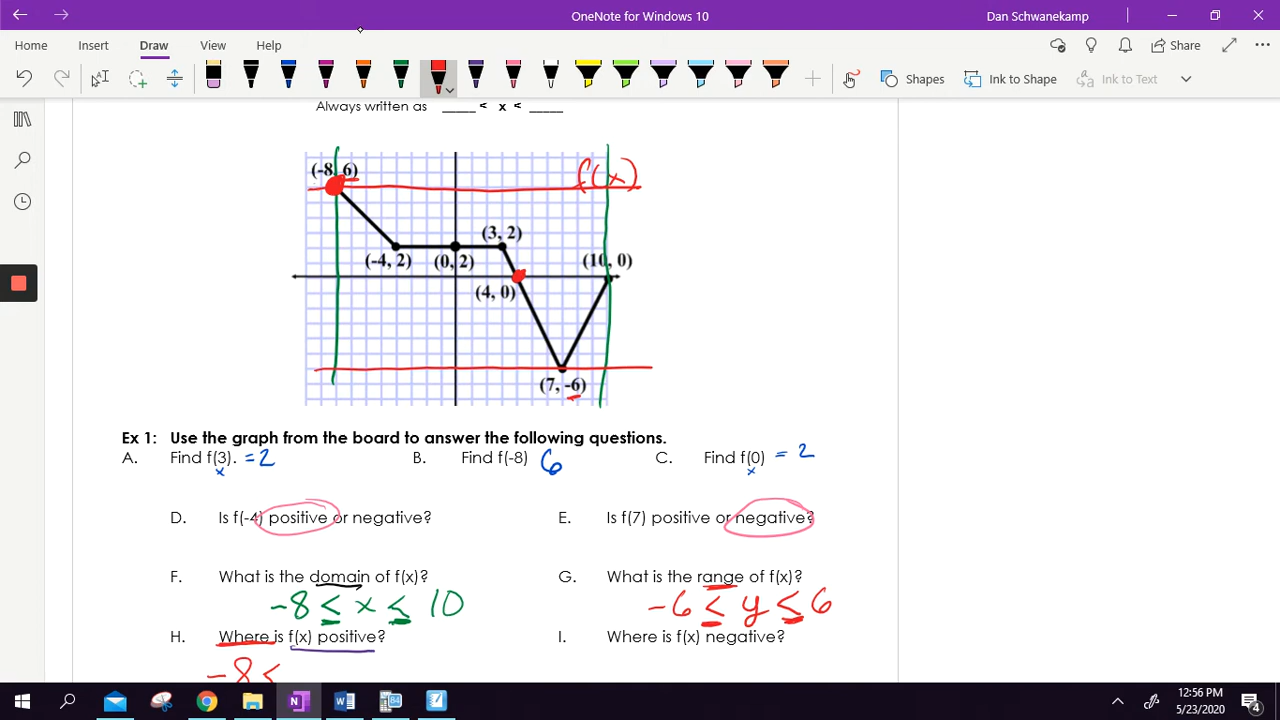 OneNote for Windows 10
Dan Schwanekamp
Home Insert Draw View Help
Share
Shapes Ink to Shape Ink to Text
Always written as _____ < x < _____
(-8, 6)
f(x)
(3, 2)
(-4, 2) (0, 2) (10, 0)
(4, 0)
(7, -6)
Ex 1: Use the graph from the board to answer the following questions.
A. Find f(3). = 2 B. Find f(-8) 6 C. Find f(0) = 2
x x
D. Is f(-4) positive or negative? E. Is f(7) positive or negative?
F. What is the domain of f(x)? G. What is the range of f(x)?
-8 ≤ x ≤ 10 -6 ≤ y ≤ 6
H. Where is f(x) positive? I. Where is f(x) negative?
-8 <
12:56 PM
5/23/2020
4